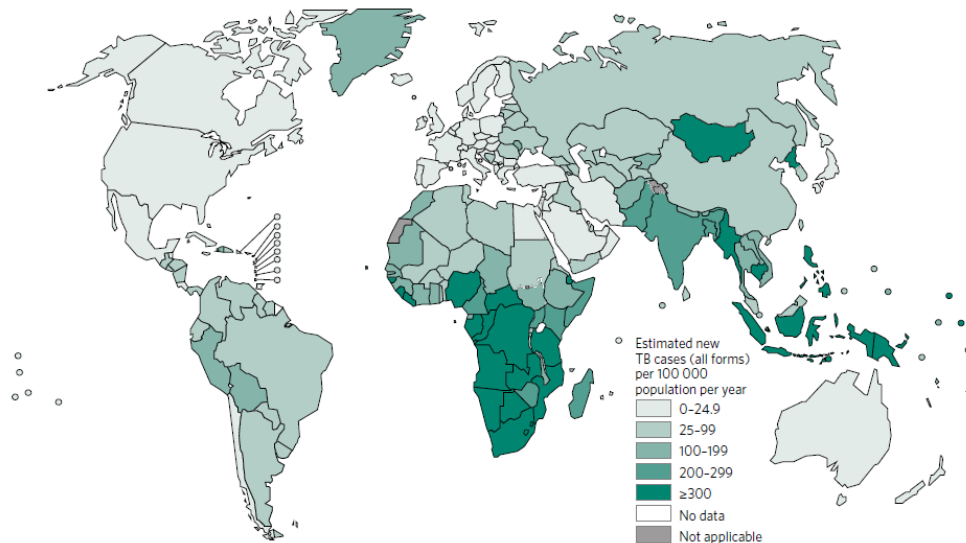 Estimated new
TB cases (all forms)
per 100 000
population per year
0–24.9
25–99
100–199
200–299
≥300
No data
Not applicable